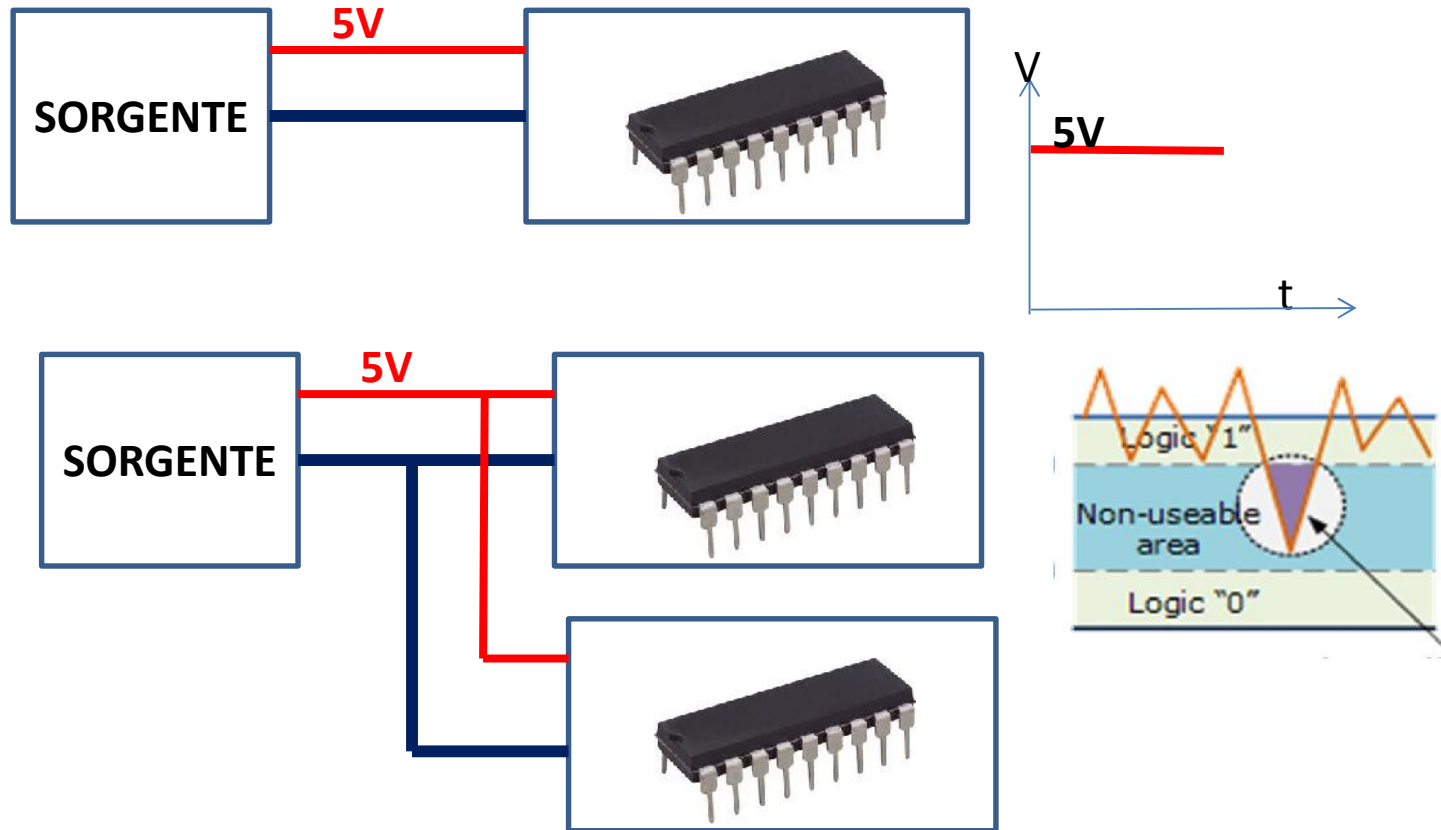 5V
SORGENTE
V
5V
t
5V
SORGENTE
Logic "1"
Non-useable
area
Logic "0"